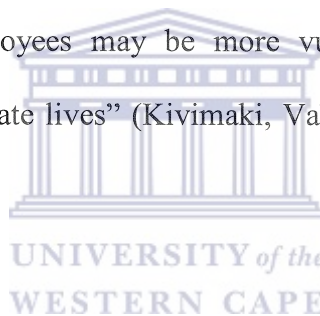 oyees may be more vu
ate lives” (Kivimaki, Va
UNIVERSITY of the
WESTERN CAPE